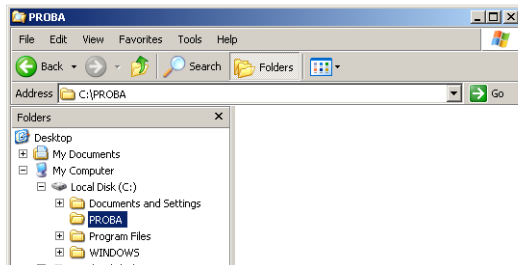 PROBA
File Edit View Favorites Tools Help
Back Search Folders
Address C:\PROBA Go
Folders
Desktop
My Documents
My Computer
Local Disk (C:)
Documents and Settings
PROBA
Program Files
WINDOWS